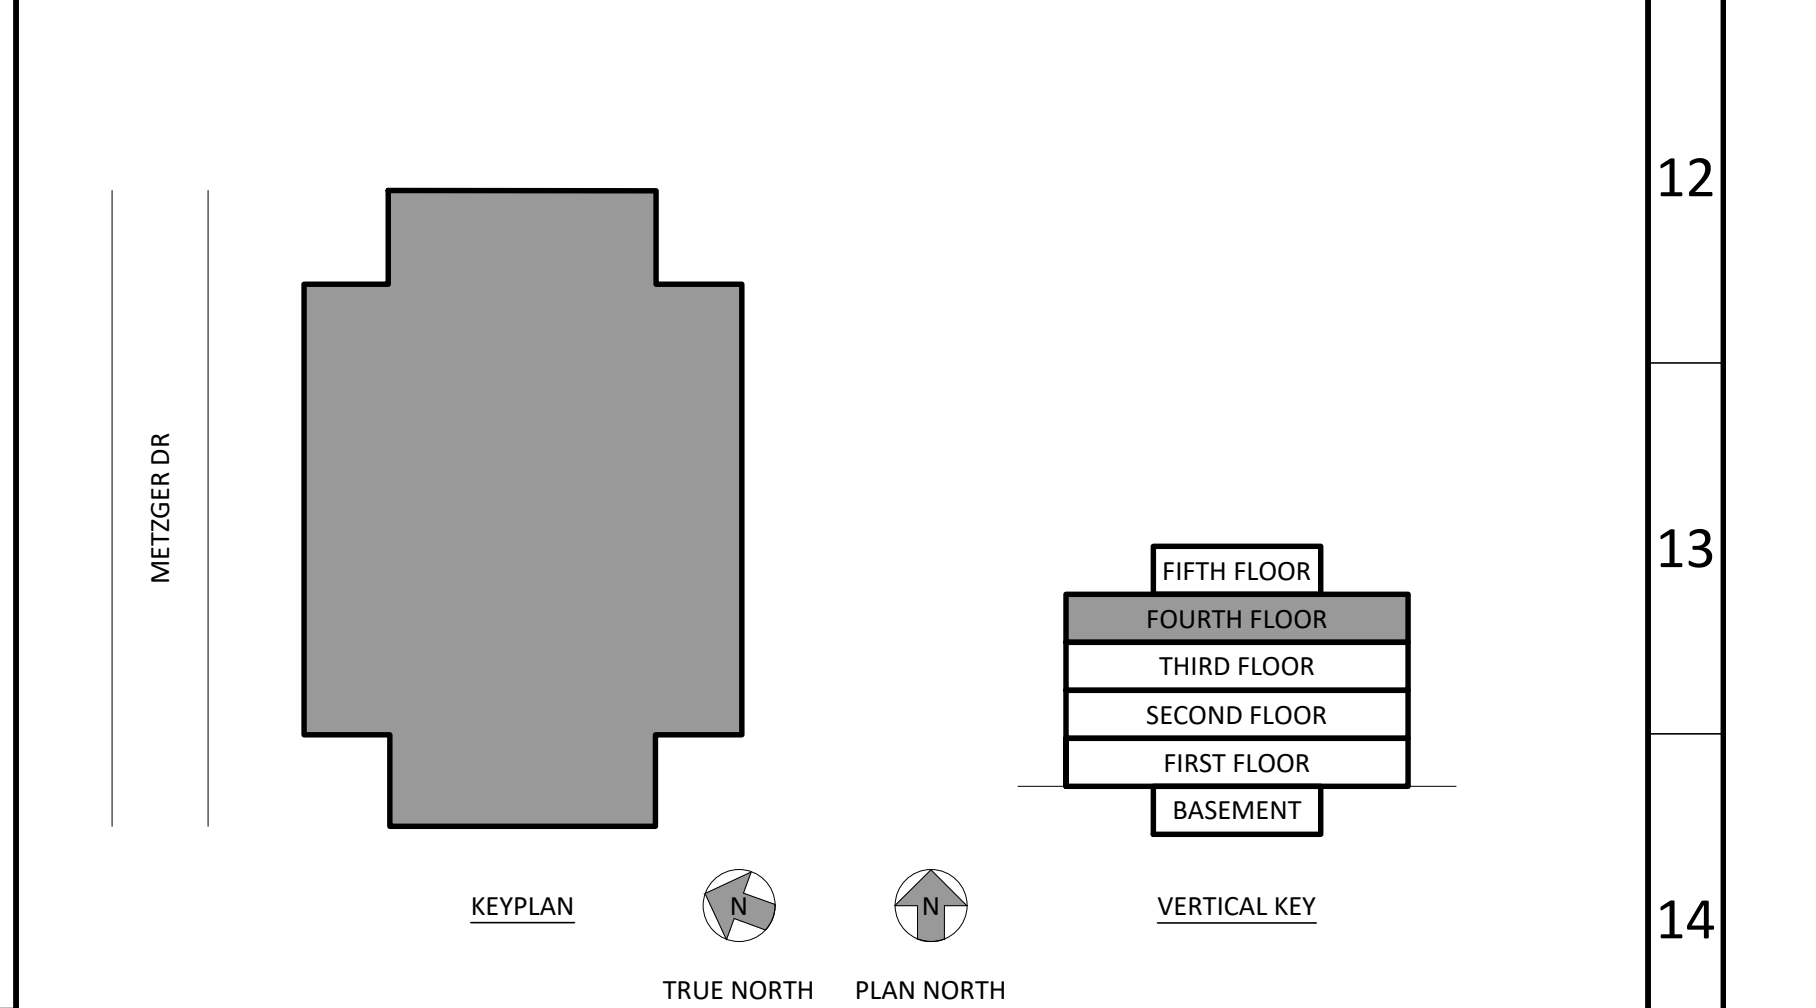 12
METZGER DR
13
FIFTH FLOOR
FOURTH FLOOR
THIRD FLOOR
SECOND FLOOR
FIRST FLOOR
BASEMENT
KEYPLAN
N
N
VERTICAL KEY
14
TRUE NORTH
PLAN NORTH